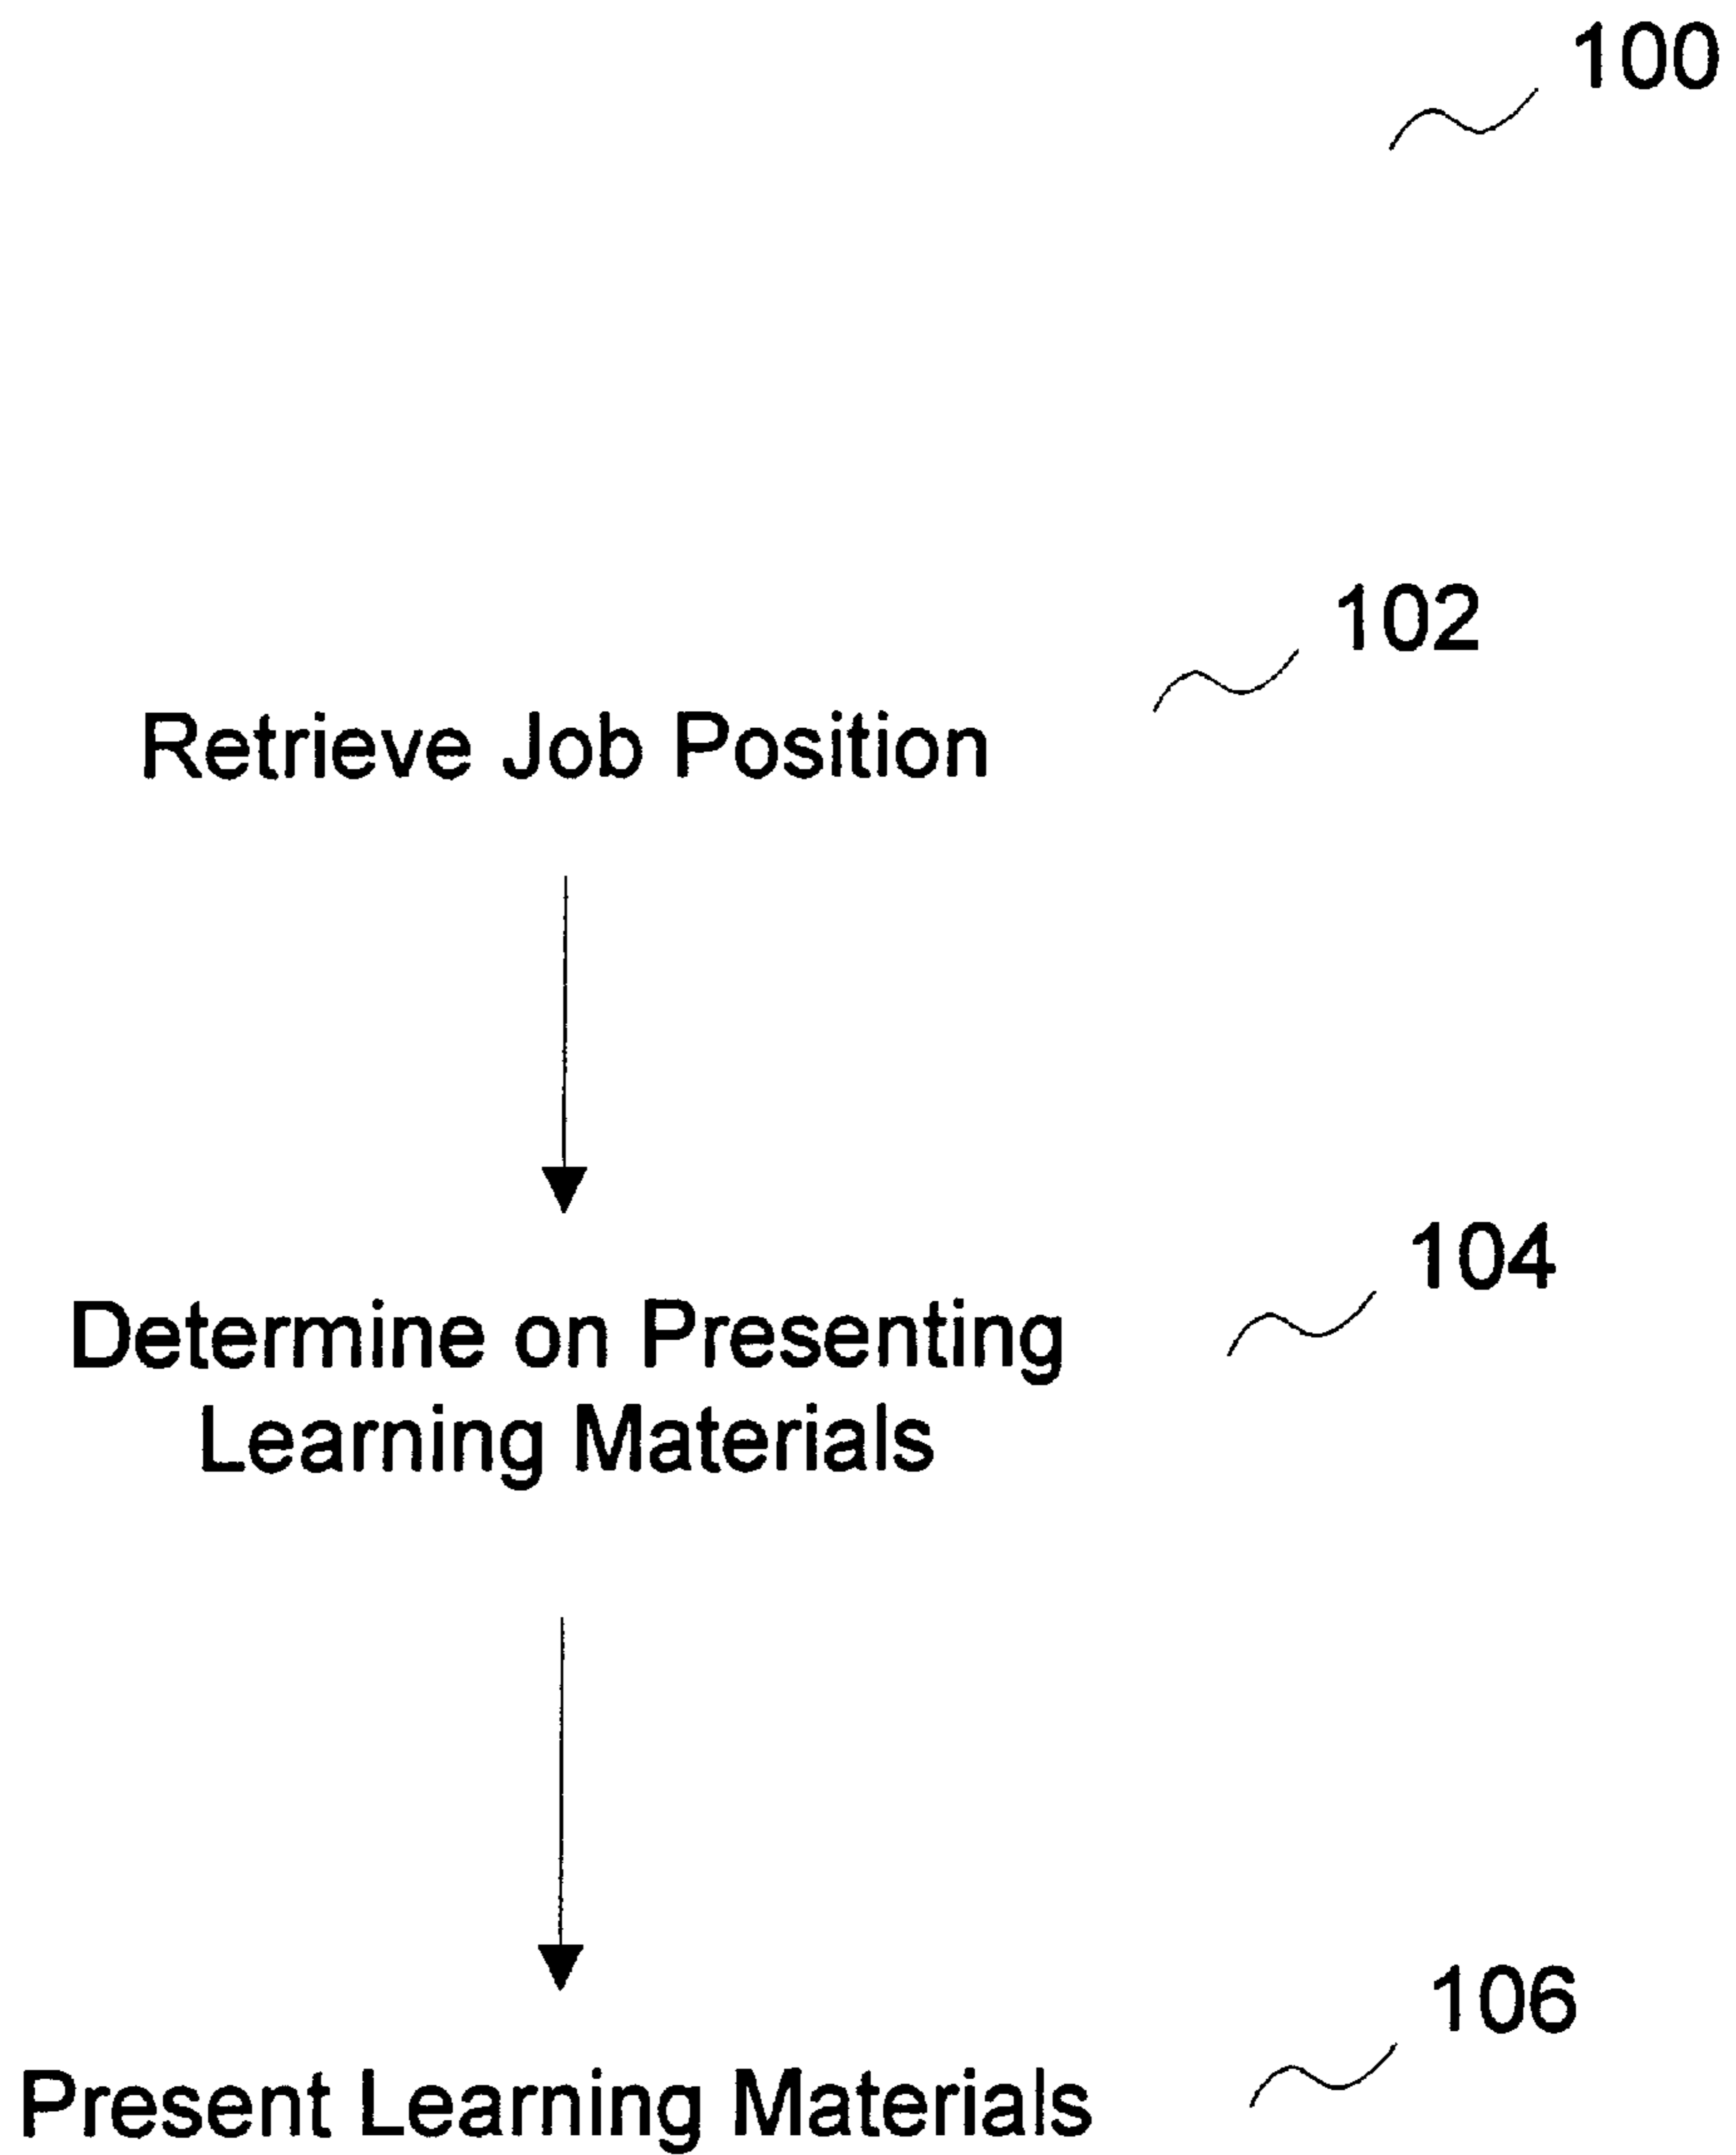 100
102
Retrieve Job Position
104
Determine on Presenting
Learning Materials
106
Present Learning Materials